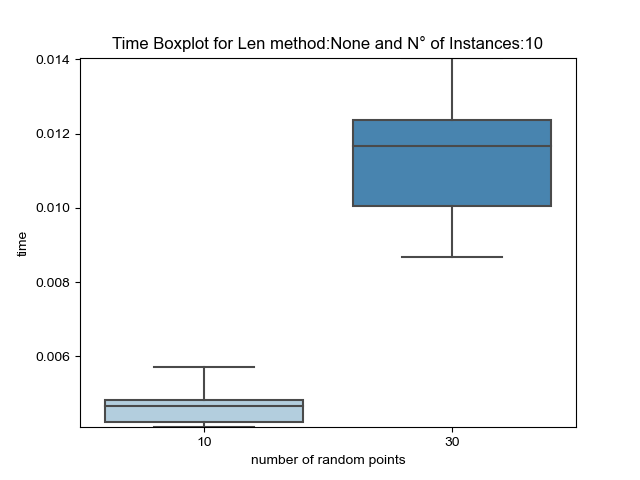 Time Boxplot for Len method:None and N° of Instances:10
0.014
0.012
0.010
0.008
0.006
time
10
30
number of random points